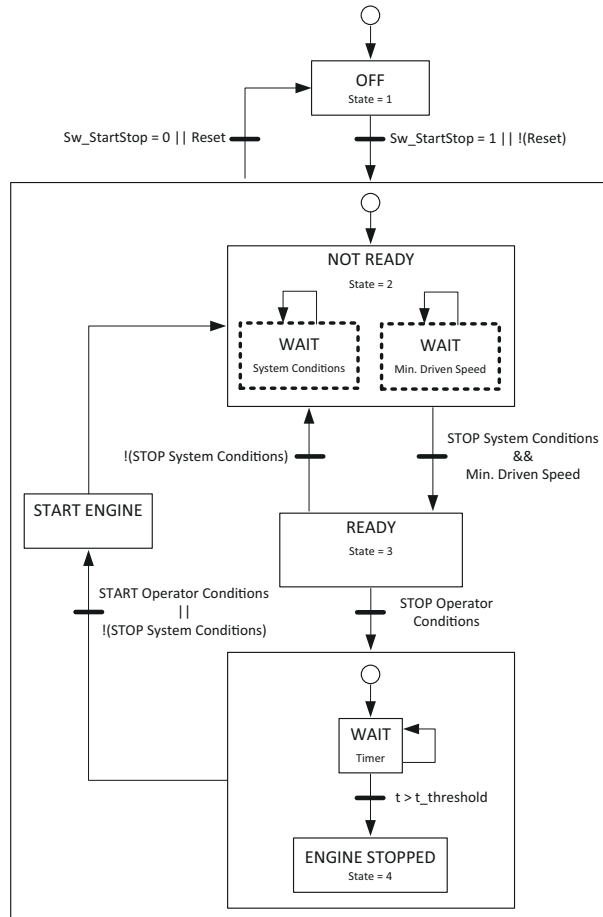 OFF
State = 1
Sw_StartStop = 0 || Reset
Sw_StartStop = 1 || !(Reset)
NOT READY
State = 2
WAIT
System Conditions
WAIT
Min. Driven Speed
!(STOP System Conditions)
STOP System Conditions
&&
Min. Driven Speed
START ENGINE
READY
State = 3
START Operator Conditions
||
!(STOP System Conditions)
STOP Operator
Conditions
WAIT
Timer
t > t_threshold
ENGINE STOPPED
State = 4